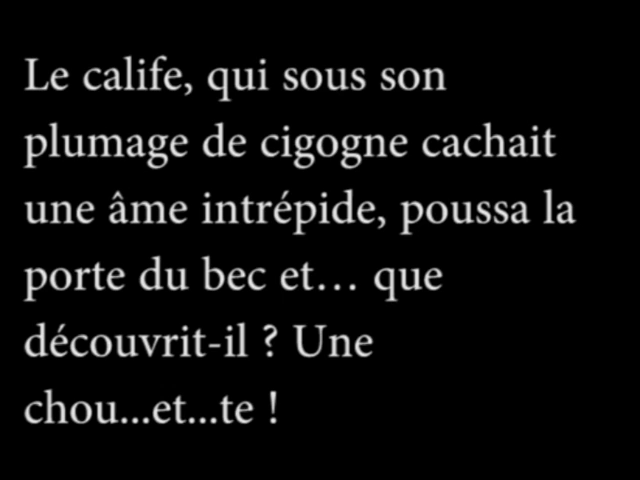 Le calife, qui sous son
plumage de cigogne cachait
une âme intrépide, poussa la
porte du bec et… que
découvrit-il ? Une
chou...et...te !